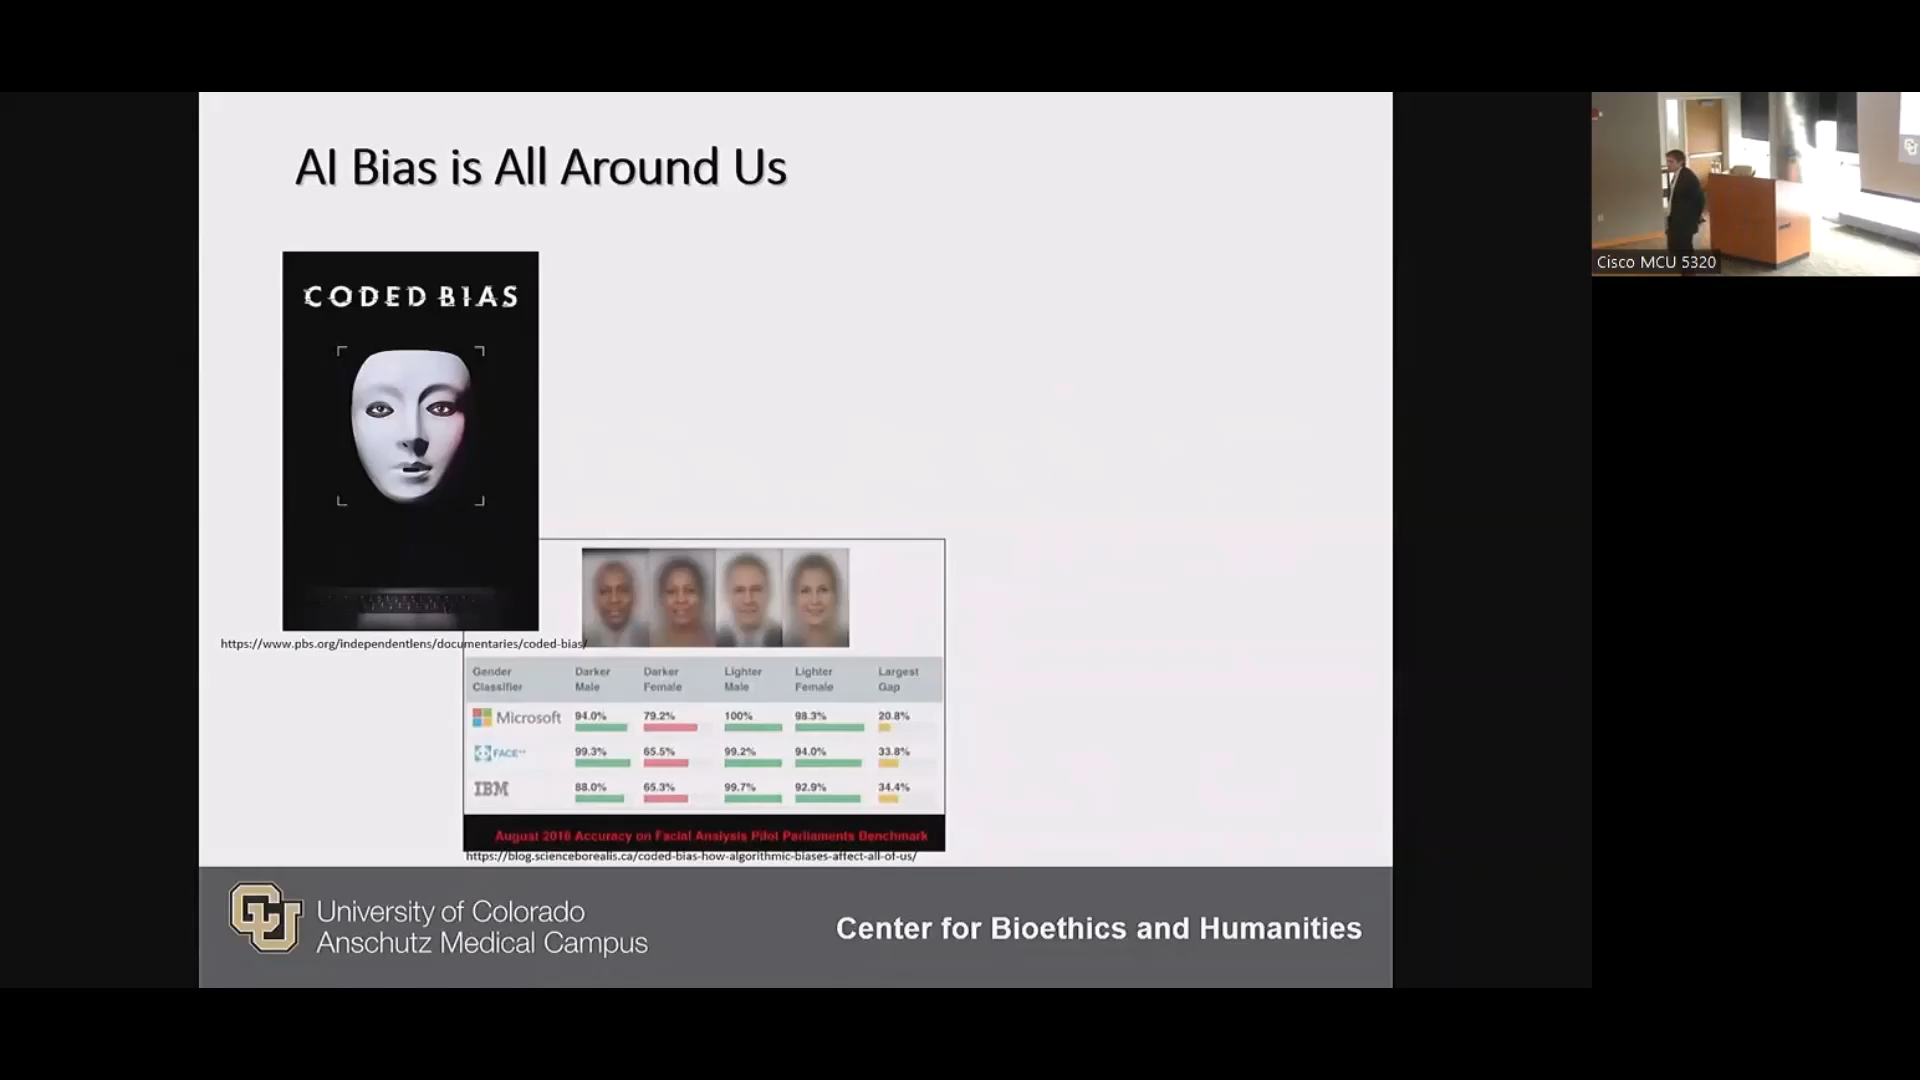 AI Bias is All Around Us
CODED BIAS
https://www.pbs.org/independentlens/documentaries/coded-bias/
Gender Classifier Darker Male Darker Female Lighter Male Lighter Female Largest Gap
Microsoft 94.0% 79.2% 100% 98.3% 20.8%
FACE++ 99.3% 65.5% 99.2% 94.0% 33.8%
IBM 88.0% 65.3% 99.7% 92.9% 34.4%
August 2018 Accuracy on Facial Analysis Pilot Parliaments Benchmark
https://blog.scienceborealis.ca/coded-bias-how-algorithmic-biases-affect-all-of-us/
CU
University of Colorado
Anschutz Medical Campus
Center for Bioethics and Humanities
Cisco MCU 5320